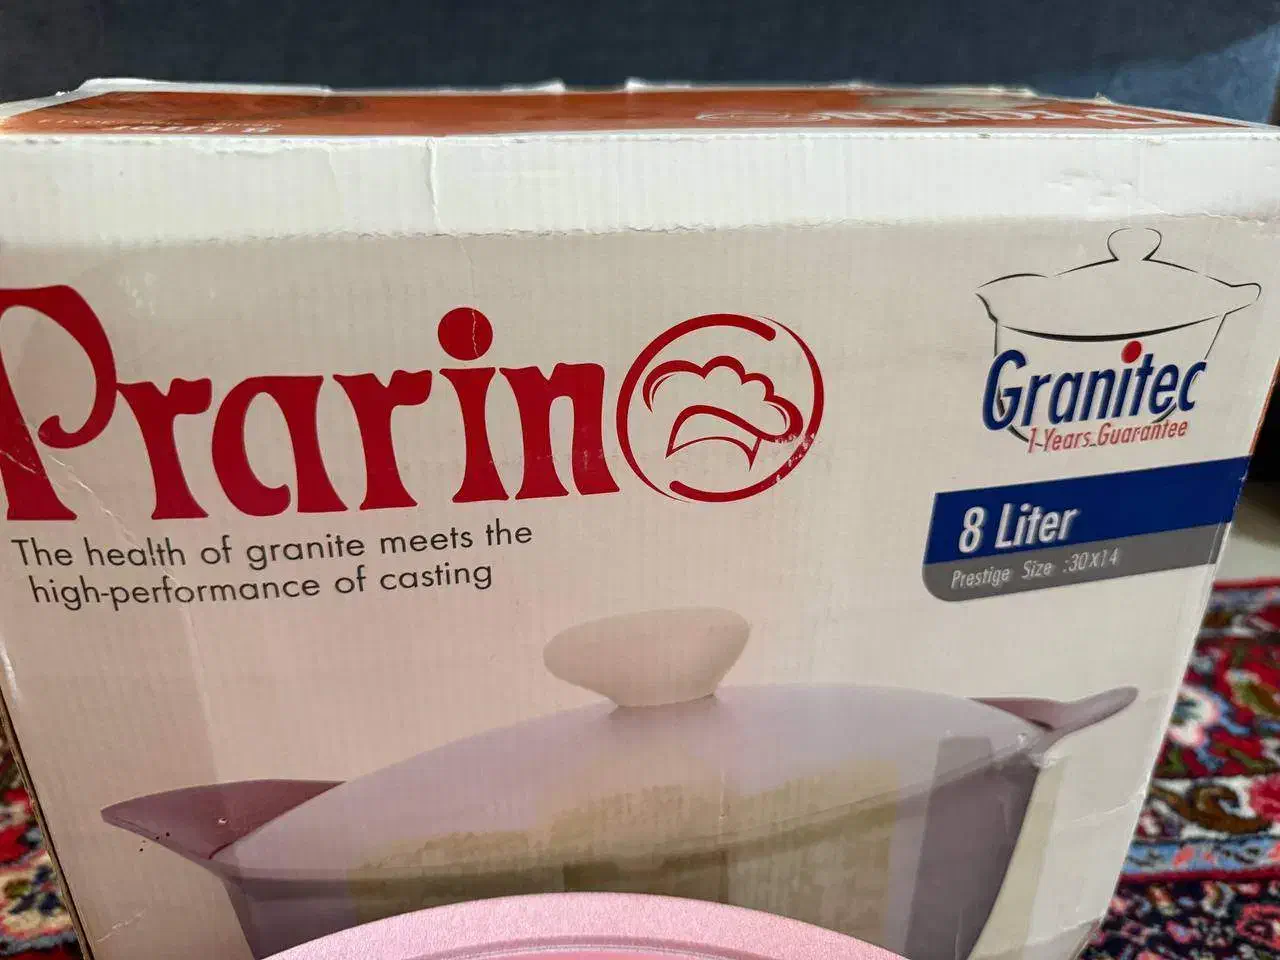 Prarino
The health of granite meets the
high-performance of casting
Granitec
1-Years.Guarantee
8 Liter
Prestige Size :30x14